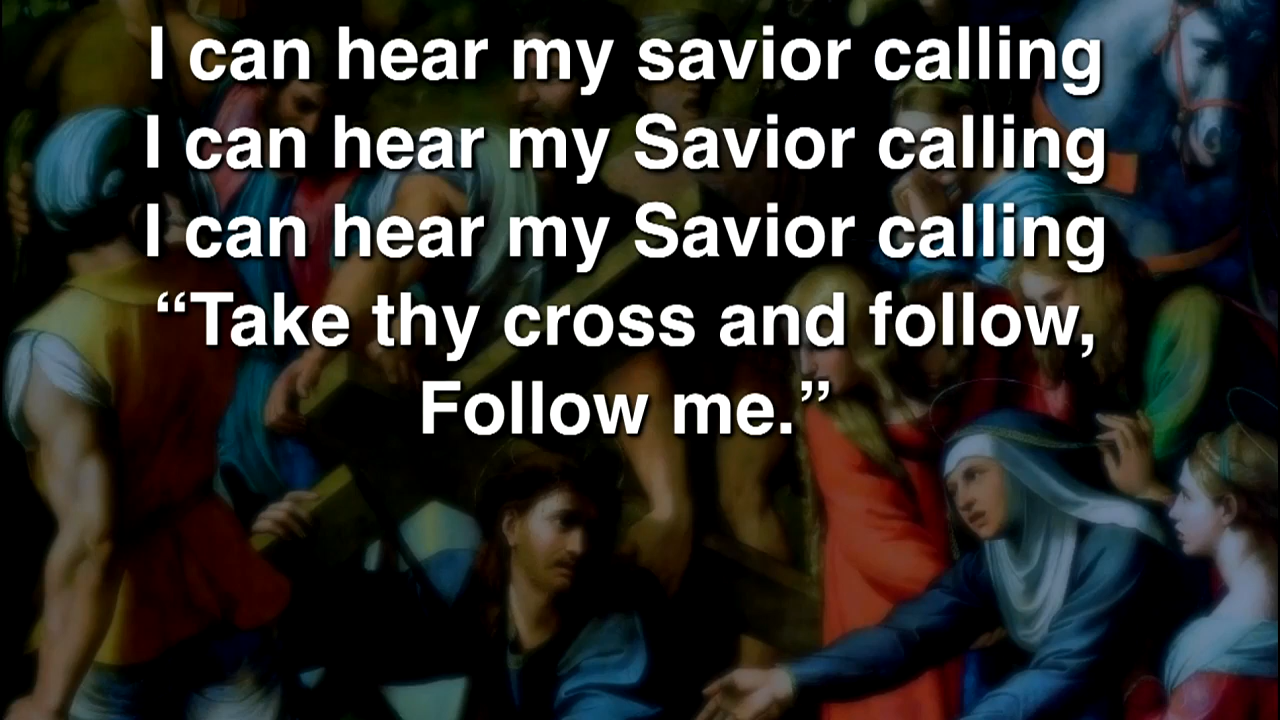 I can hear my savior calling
I can hear my Savior calling
I can hear my Savior calling
“Take thy cross and follow,
Follow me.”